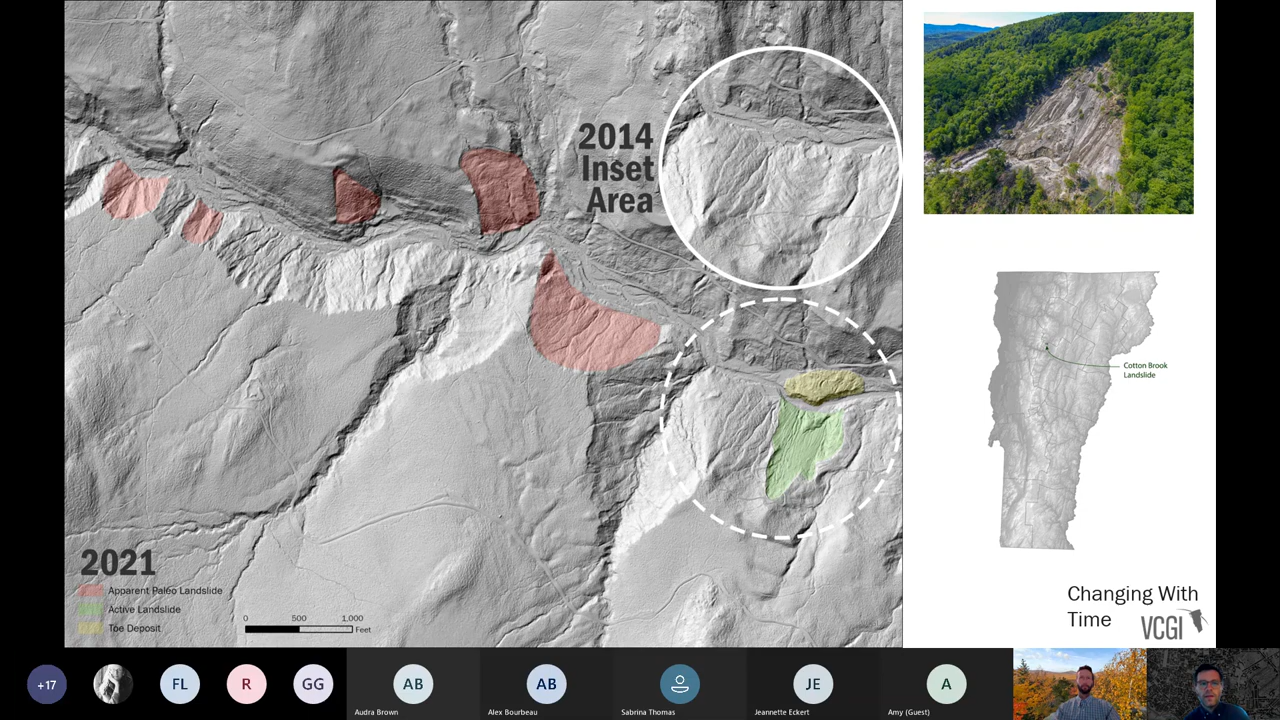 2014
Inset
Area
Cotton Brook
Landslide
2021
Apparent Paleo Landslide
Active Landslide
Toe Deposit
0 500 1,000
Feet
Changing With
Time
VCGI
+17 FL R GG AB AB JE A
Audra Brown Alex Bourbeau Sabrina Thomas Jeannette Eckert Amy (Guest)